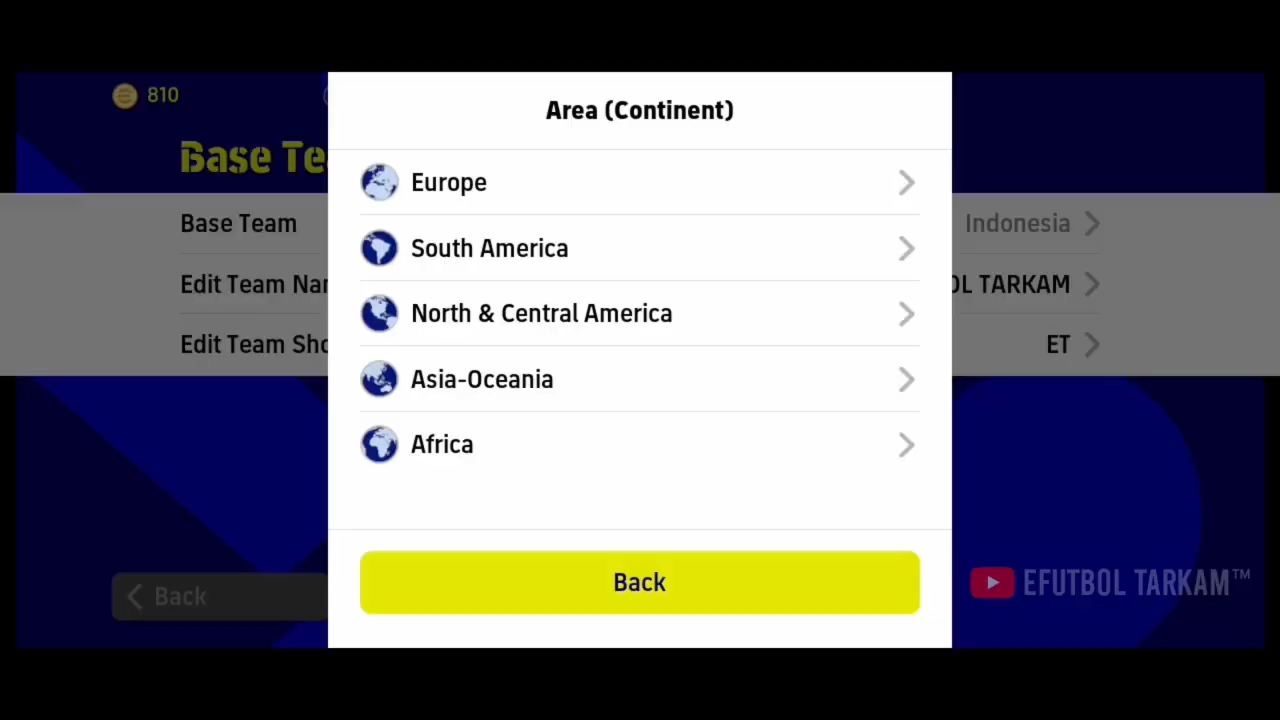 810
Area (Continent)
Base Te
Europe
Base Team
Indonesia
South America
Edit Team Nar
OL TARKAM
North & Central America
Edit Team Sho
ET
Asia-Oceania
Africa
Back
Back
EFUTBOL TARKAM™